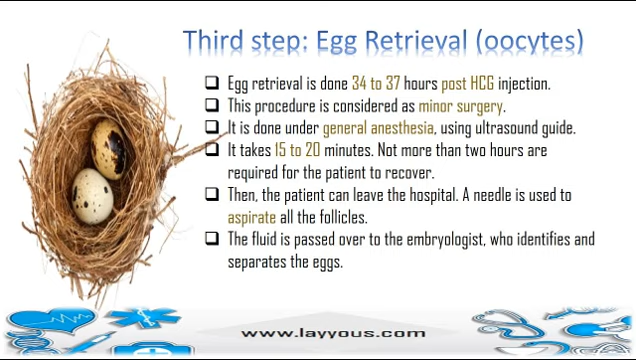 Third step: Egg Retrieval (oocytes)
❑ Egg retrieval is done 34 to 37 hours post HCG injection.
❑ This procedure is considered as minor surgery.
❑ It is done under general anesthesia, using ultrasound guide.
❑ It takes 15 to 20 minutes. Not more than two hours are
required for the patient to recover.
❑ Then, the patient can leave the hospital. A needle is used to
aspirate all the follicles.
❑ The fluid is passed over to the embryologist, who identifies and
separates the eggs.
www.layyous.com